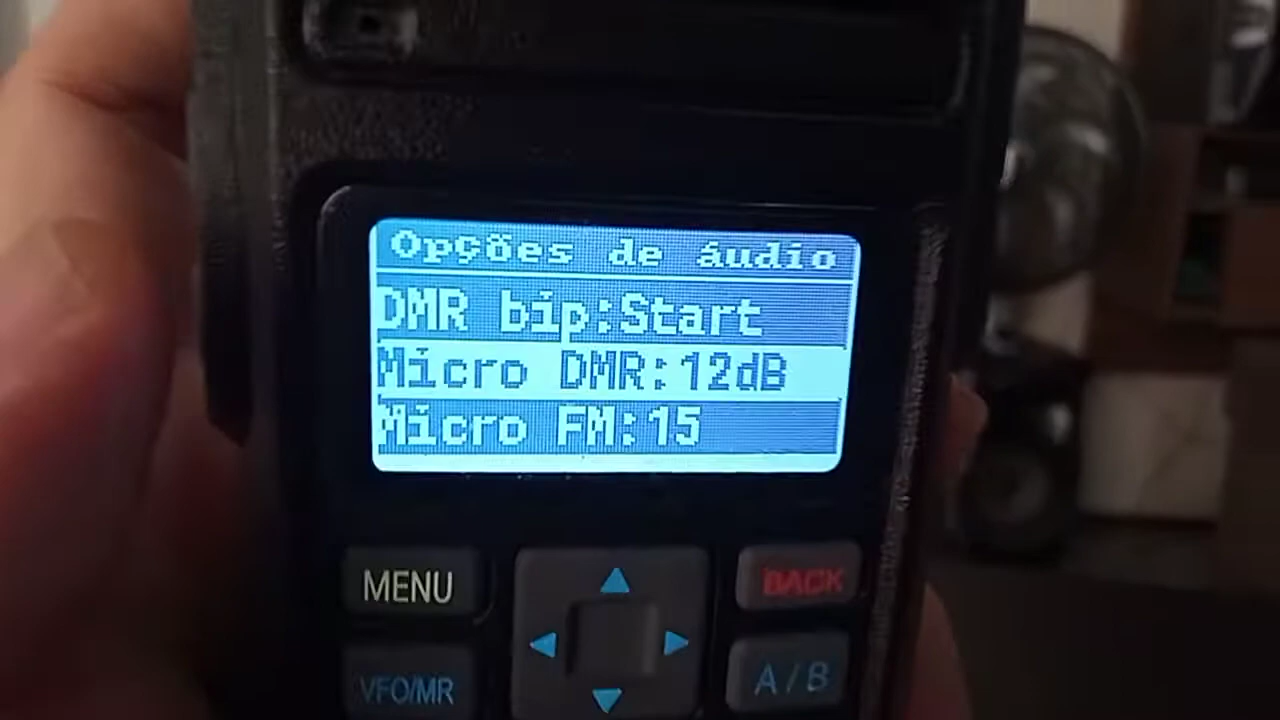 Opções de áudio
DMR bip:Start
Micro DMR:12dB
Micro FM:15
MENU
BACK
VFO/MR
A/B